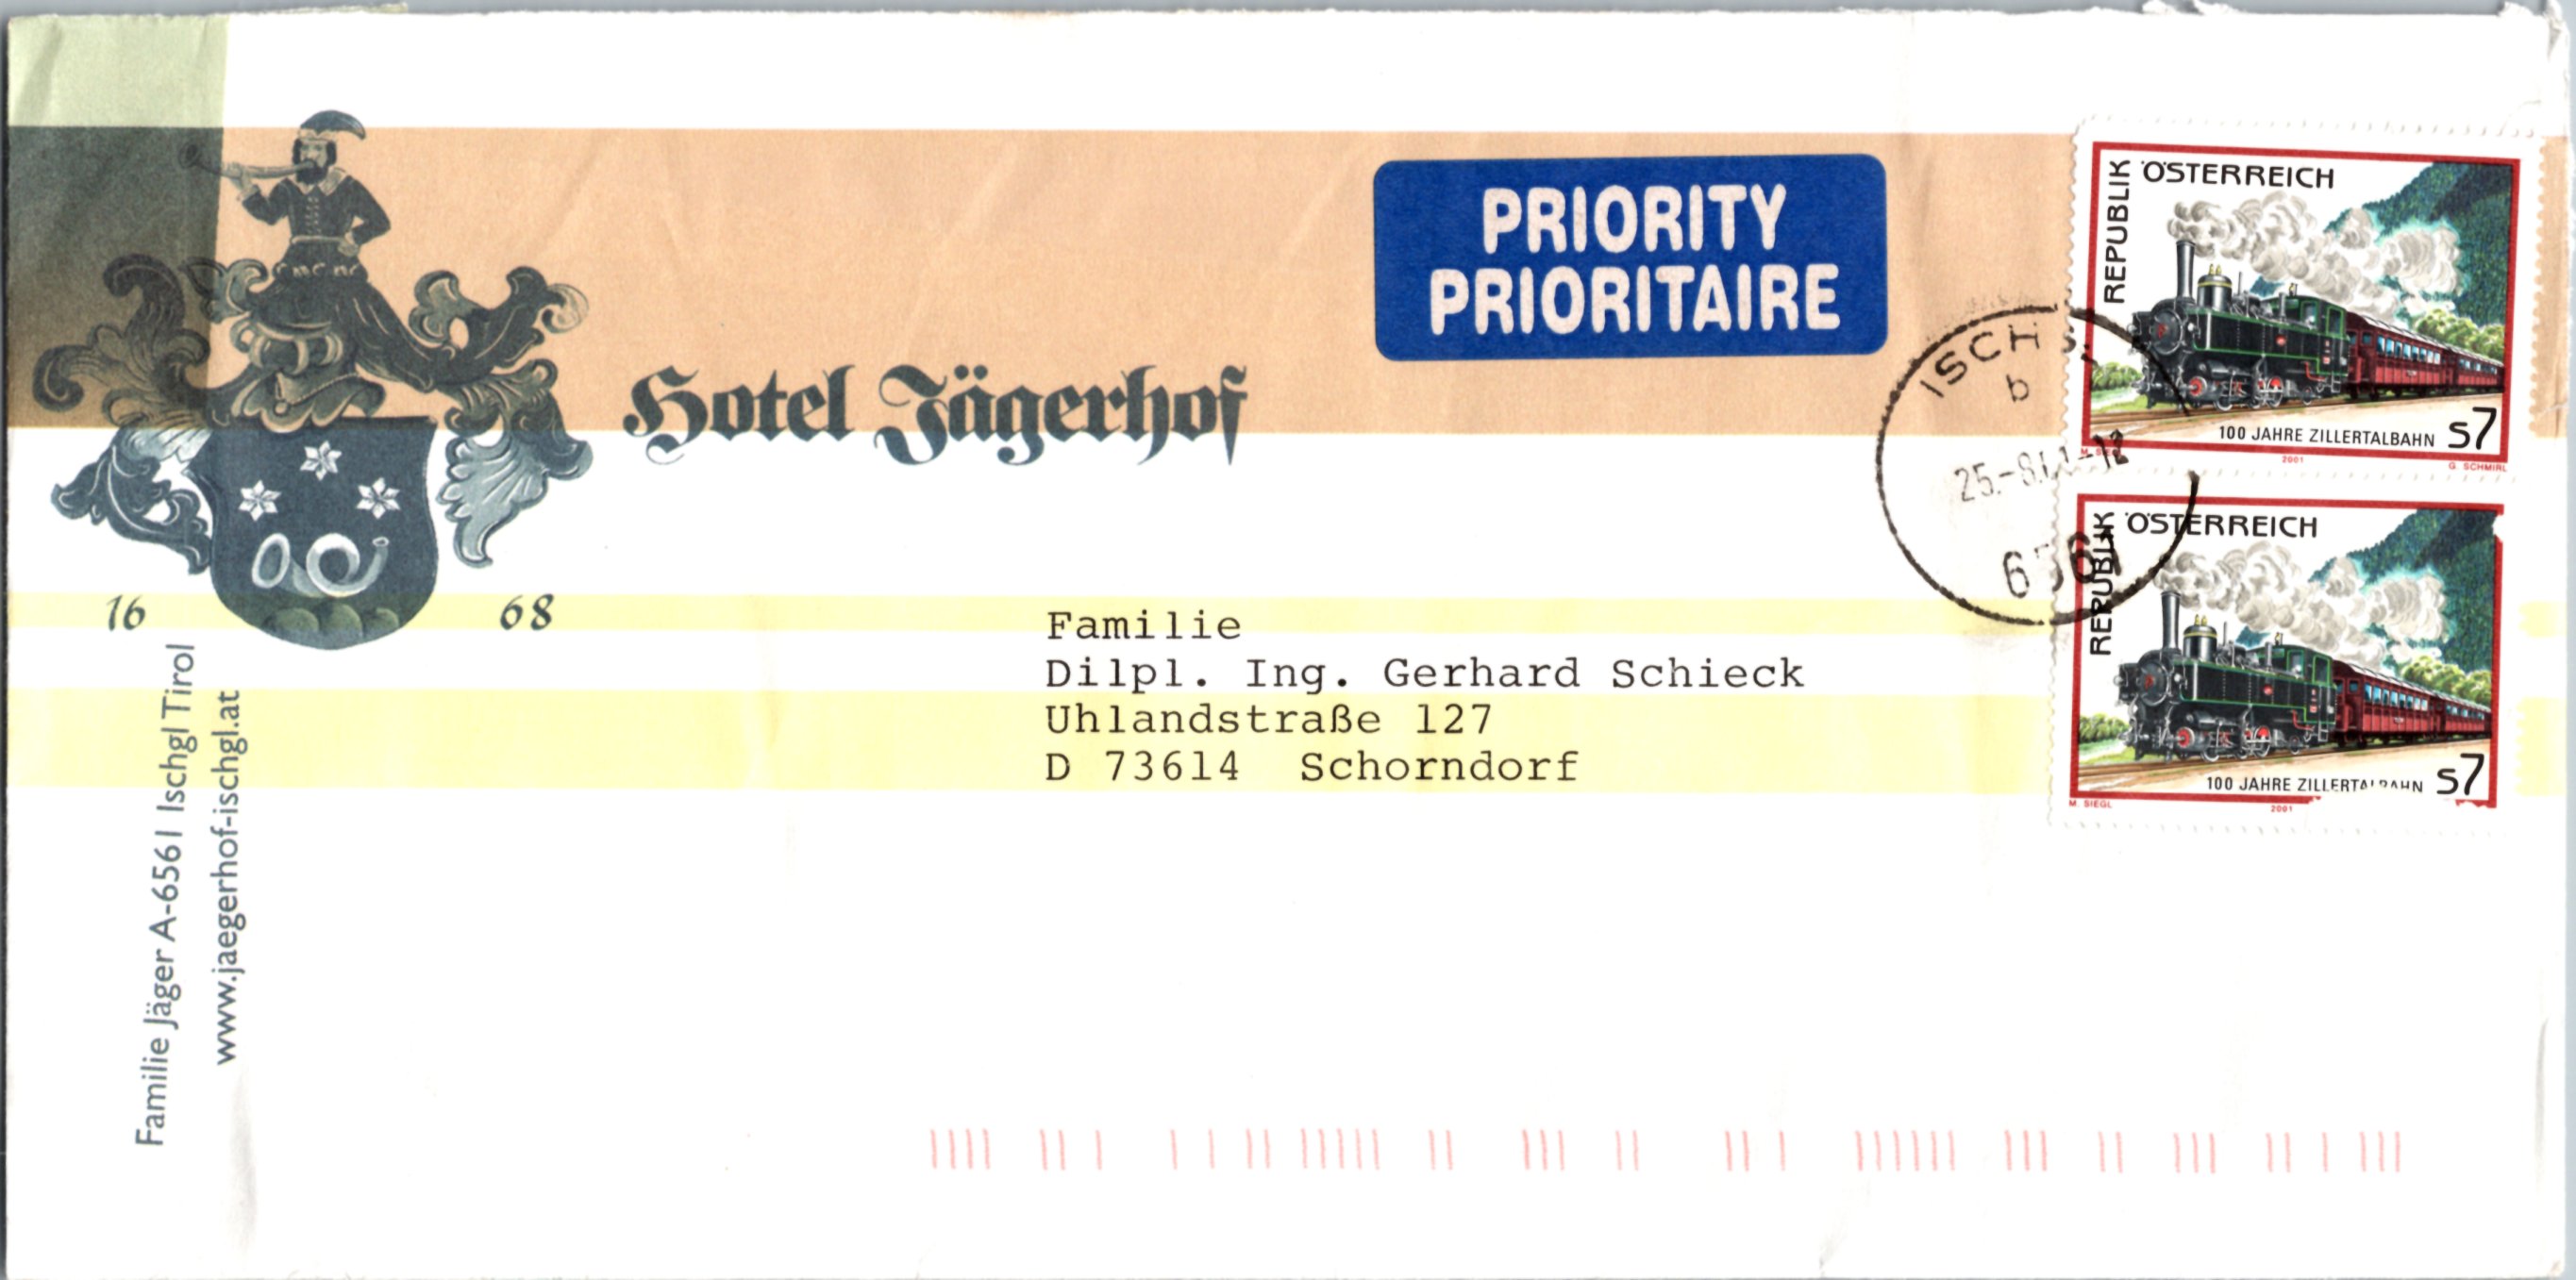 Hotel Jägerhof
16 68
Familie Jäger A-6561 Ischgl Tirol
www.jaegerhof-ischgl.at
PRIORITY
PRIORITAIRE
Familie
Dilpl. Ing. Gerhard Schieck
Uhlandstraße 127
D 73614 Schorndorf
REPUBLIK ÖSTERREICH
100 JAHRE ZILLERTALBAHN S7
2001 G. SCHMIRL
b
6561
REPUBLIK ÖSTERREICH
100 JAHRE ZILLERTALBAHN S7
M. SIEGL 2001